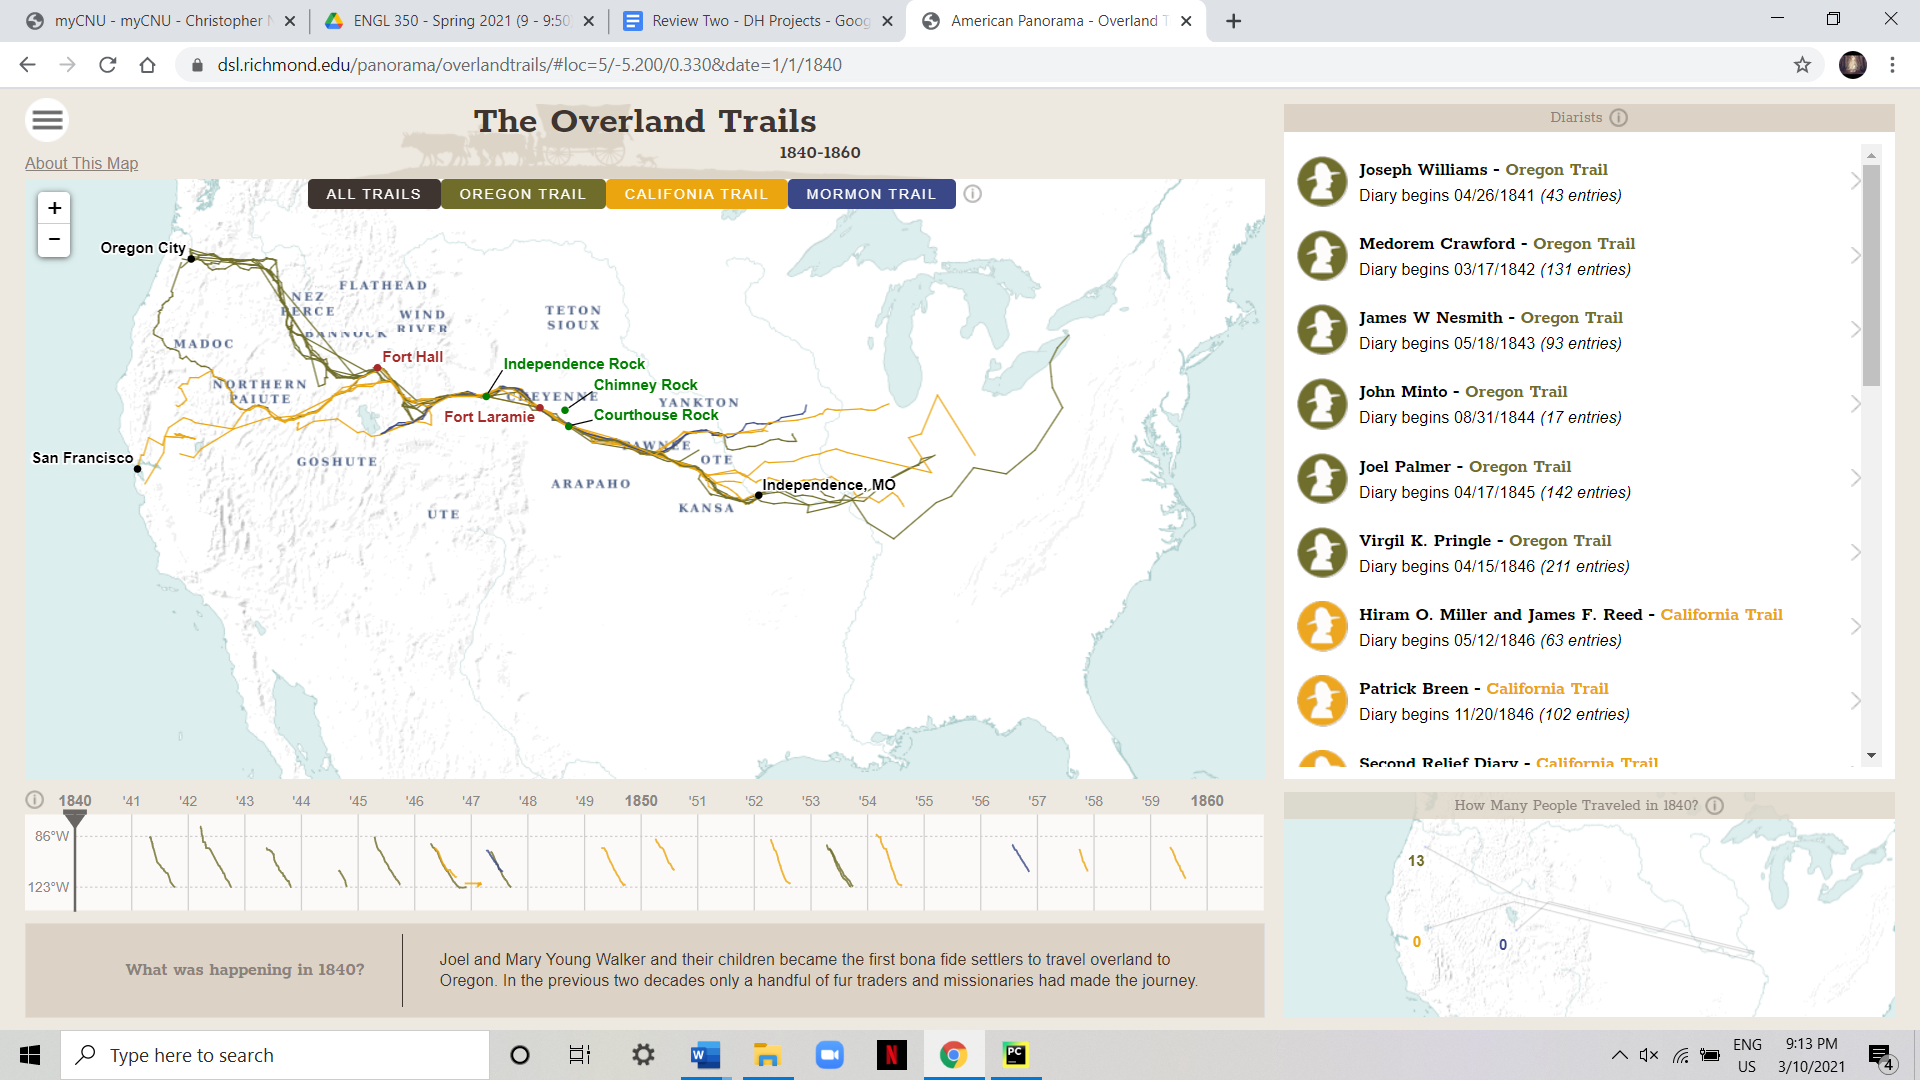 myCNU - myCNU - Christopher N
ENGL 350 - Spring 2021 (9 - 9:50
Review Two - DH Projects - Goog
American Panorama - Overland T
dsl.richmond.edu/panorama/overlandtrails/#loc=5/-5.200/0.330&date=1/1/1840
The Overland Trails
1840-1860
About This Map
ALL TRAILS
OREGON TRAIL
CALIFONIA TRAIL
MORMON TRAIL
+
-
Oregon City
FLATHEAD
NEZ
PERCE
WIND
RIVER
TETON
SIOUX
BANNOCK
MADOC
Fort Hall
Independence Rock
NORTHERN
PAIUTE
Chimney Rock
CHEYENNE
YANKTON
Fort Laramie
Courthouse Rock
PAWNEE
San Francisco
GOSHUTE
OTE
ARAPAHO
Independence, MO
KANSA
UTE
1840 '41 '42 '43 '44 '45 '46 '47 '48 '49 1850 '51 '52 '53 '54 '55 '56 '57 '58 '59 1860
86°W
123°W
What was happening in 1840?
Joel and Mary Young Walker and their children became the first bona fide settlers to travel overland to
Oregon. In the previous two decades only a handful of fur traders and missionaries had made the journey.
Diarists
Joseph Williams - Oregon Trail
Diary begins 04/26/1841 (43 entries)
Medorem Crawford - Oregon Trail
Diary begins 03/17/1842 (131 entries)
James W Nesmith - Oregon Trail
Diary begins 05/18/1843 (93 entries)
John Minto - Oregon Trail
Diary begins 08/31/1844 (17 entries)
Joel Palmer - Oregon Trail
Diary begins 04/17/1845 (142 entries)
Virgil K. Pringle - Oregon Trail
Diary begins 04/15/1846 (211 entries)
Hiram O. Miller and James F. Reed - California Trail
Diary begins 05/12/1846 (63 entries)
Patrick Breen - California Trail
Diary begins 11/20/1846 (102 entries)
Second Relief Diary - California Trail
How Many People Traveled in 1840?
13
0
0
Type here to search
W
N
PC
ENG
US
9:13 PM
3/10/2021
4